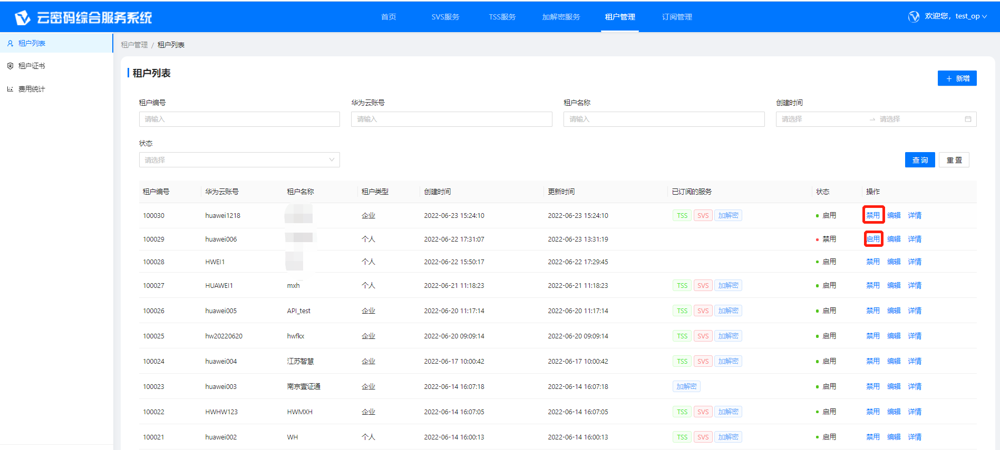 云密码综合服务系统 首页 SVS服务 TSS服务 加解密服务 租户管理 订阅管理 欢迎您，test_op
租户列表
租户证书
费用统计
租户管理 / 租户列表
租户列表
+ 新增
租户编号 华为云账号 租户名称 创建时间
请输入 请输入 请输入 请选择 → 请选择
状态
请选择 查询 重置
租户编号 华为云账号 租户名称 租户类型 创建时间 更新时间 已订阅的服务 状态 操作
100030 huawei1218 企业 2022-06-23 15:24:10 2022-06-23 15:24:10 TSS SVS 加解密 启用 禁用 编辑 详情
100029 huawei006 个人 2022-06-22 17:31:07 2022-06-23 13:31:19 禁用 启用 编辑 详情
100028 HWEI1 个人 2022-06-22 15:50:17 2022-06-22 17:29:45 启用 禁用 编辑 详情
100027 HUAWEI1 mxh 个人 2022-06-21 11:18:23 2022-06-21 11:18:23 TSS SVS 加解密 启用 禁用 编辑 详情
100026 huawei005 API_test 企业 2022-06-20 11:17:14 2022-06-20 11:17:14 TSS SVS 加解密 启用 禁用 编辑 详情
100025 hw20220620 hwfkx 企业 2022-06-20 09:09:14 2022-06-20 09:09:14 TSS SVS 加解密 启用 禁用 编辑 详情
100024 huawei004 江苏智慧 企业 2022-06-17 10:00:42 2022-06-17 10:00:42 TSS SVS 加解密 启用 禁用 编辑 详情
100023 huawei003 南京壹证通 企业 2022-06-14 16:07:18 2022-06-14 16:07:18 加解密 启用 禁用 编辑 详情
100022 HWHW123 HWMXH 企业 2022-06-14 16:07:05 2022-06-14 16:07:05 TSS SVS 加解密 启用 禁用 编辑 详情
100021 huawei002 WH 个人 2022-06-14 16:00:13 2022-06-14 16:00:13 TSS SVS 加解密 启用 禁用 编辑 详情